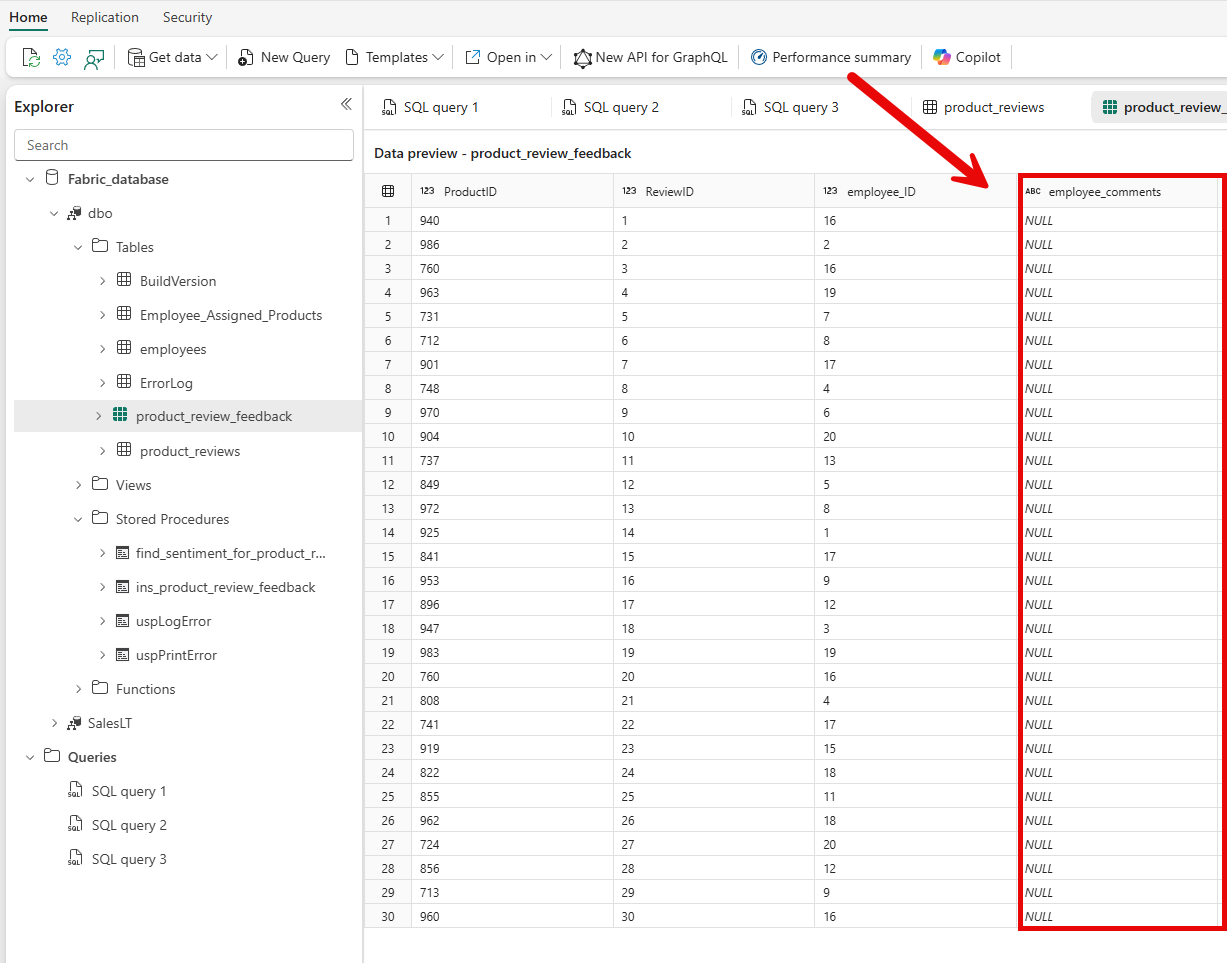 Home Replication Security
Get data New Query Templates Open in New API for GraphQL Performance summary Copilot
Explorer
Search
Fabric_database
dbo
Tables
BuildVersion
Employee_Assigned_Products
employees
ErrorLog
product_review_feedback
product_reviews
Views
Stored Procedures
find_sentiment_for_product_r...
ins_product_review_feedback
uspLogError
uspPrintError
Functions
SalesLT
Queries
SQL query 1
SQL query 2
SQL query 3
SQL query 1 SQL query 2 SQL query 3 product_reviews product_review_
Data preview - product_review_feedback
123 ProductID 123 ReviewID 123 employee_ID ABC employee_comments
1 940 1 16 NULL
2 986 2 2 NULL
3 760 3 16 NULL
4 963 4 19 NULL
5 731 5 7 NULL
6 712 6 8 NULL
7 901 7 17 NULL
8 748 8 4 NULL
9 970 9 6 NULL
10 904 10 20 NULL
11 737 11 13 NULL
12 849 12 5 NULL
13 972 13 8 NULL
14 925 14 1 NULL
15 841 15 17 NULL
16 953 16 9 NULL
17 896 17 12 NULL
18 947 18 3 NULL
19 983 19 19 NULL
20 760 20 16 NULL
21 808 21 4 NULL
22 741 22 17 NULL
23 919 23 15 NULL
24 822 24 18 NULL
25 855 25 11 NULL
26 962 26 18 NULL
27 724 27 20 NULL
28 856 28 12 NULL
29 713 29 9 NULL
30 960 30 16 NULL